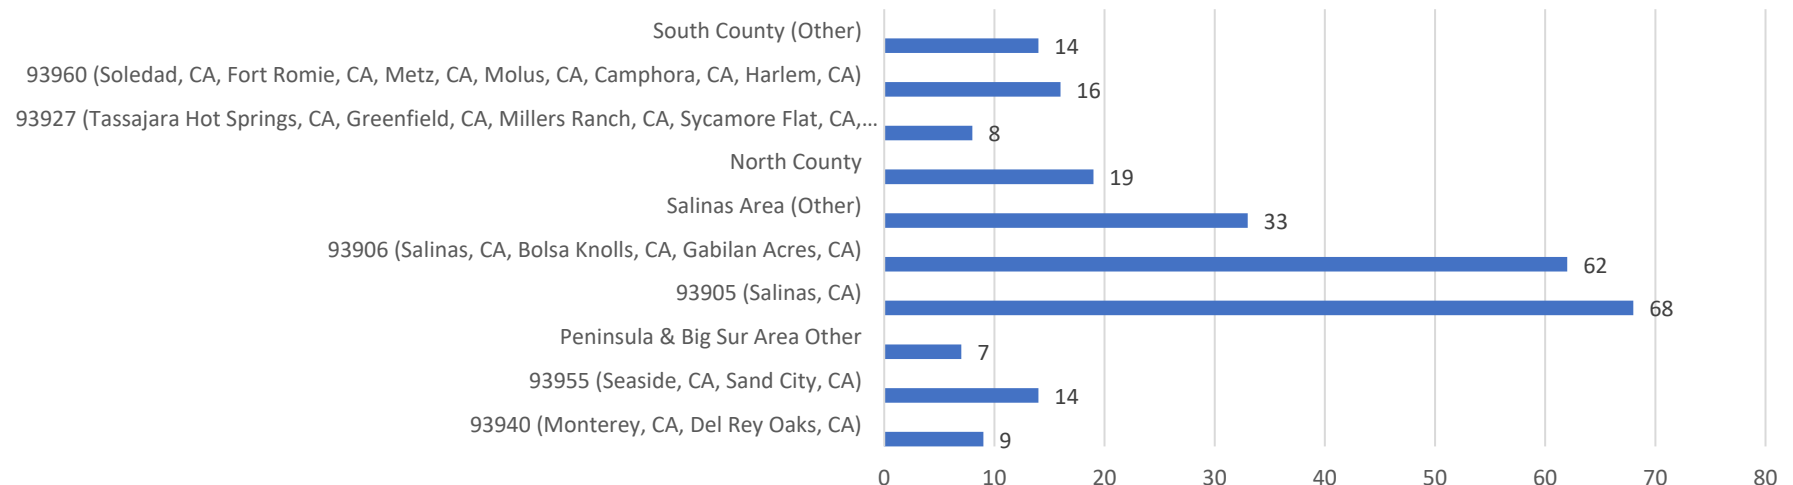 South County (Other)
14
93960 (Soledad, CA, Fort Romie, CA, Metz, CA, Molus, CA, Camphora, CA, Harlem, CA)
16
93927 (Tassajara Hot Springs, CA, Greenfield, CA, Millers Ranch, CA, Sycamore Flat, CA,...
8
North County
19
Salinas Area (Other)
33
93906 (Salinas, CA, Bolsa Knolls, CA, Gabilan Acres, CA)
62
93905 (Salinas, CA)
68
Peninsula & Big Sur Area Other
7
93955 (Seaside, CA, Sand City, CA)
14
93940 (Monterey, CA, Del Rey Oaks, CA)
9
0 10 20 30 40 50 60 70 80